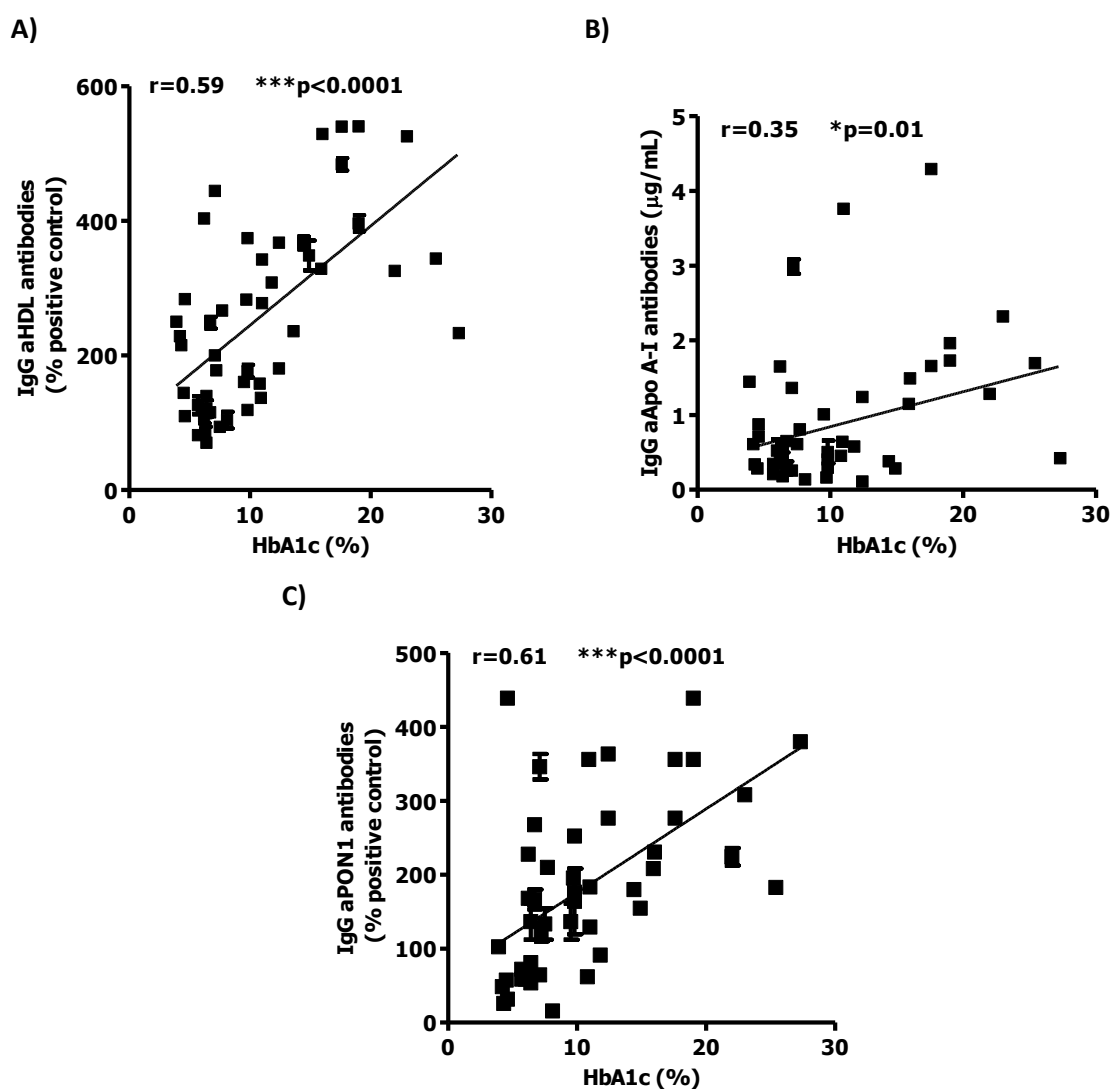 A)
r=0.59 ***p<0.0001
IgG aHDL antibodies
(% positive control)
600
400
200
0
0 10 20 30
HbA1c (%)
B)
r=0.35 *p=0.01
IgG aApo A-I antibodies (μg/mL)
5
4
3
2
1
0
0 10 20 30
HbA1c (%)
C)
r=0.61 ***p<0.0001
IgG aPON1 antibodies
(% positive control)
500
400
300
200
100
0
0 10 20 30
HbA1c (%)